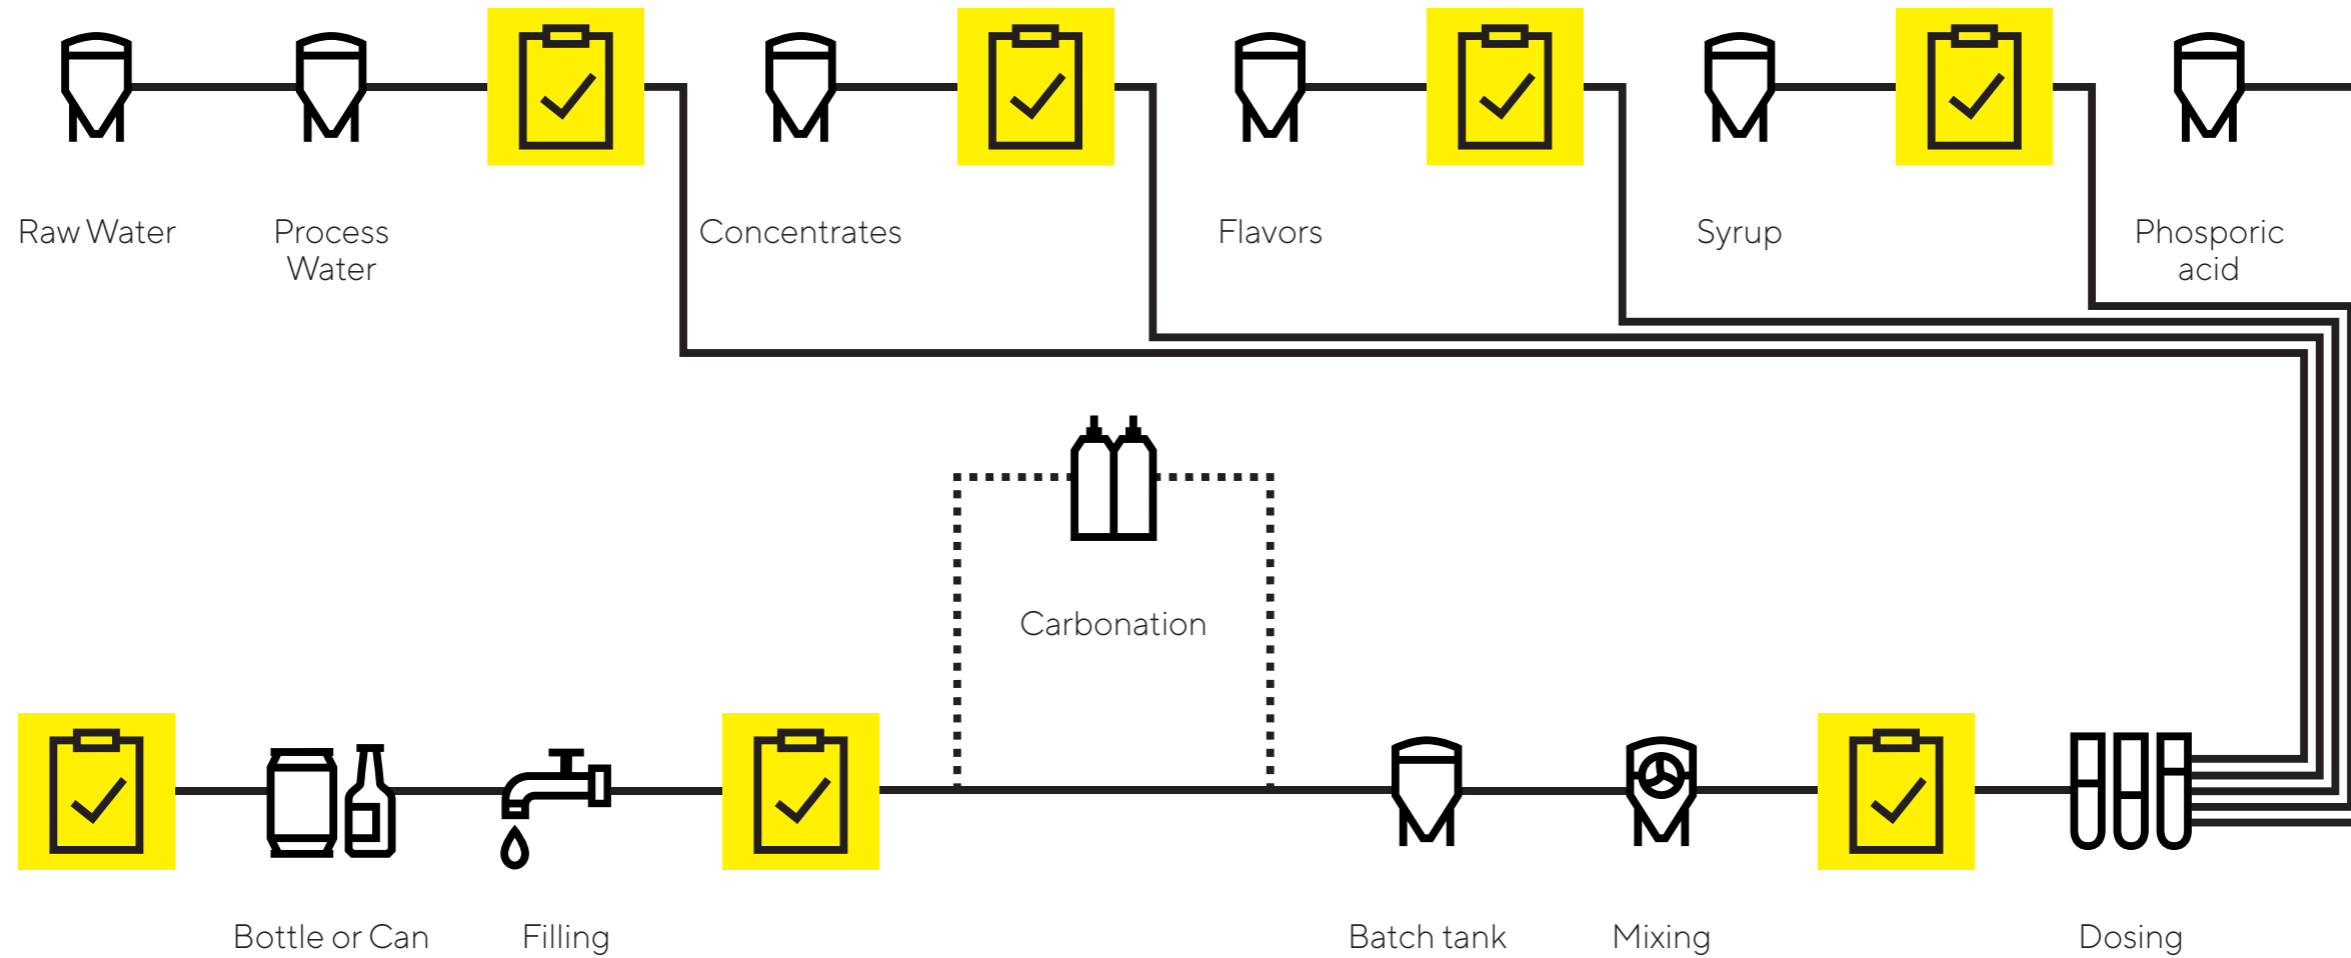 Raw Water
Process
Water
Concentrates
Flavors
Syrup
Phosporic
acid
Carbonation
Bottle or Can
Filling
Batch tank
Mixing
Dosing